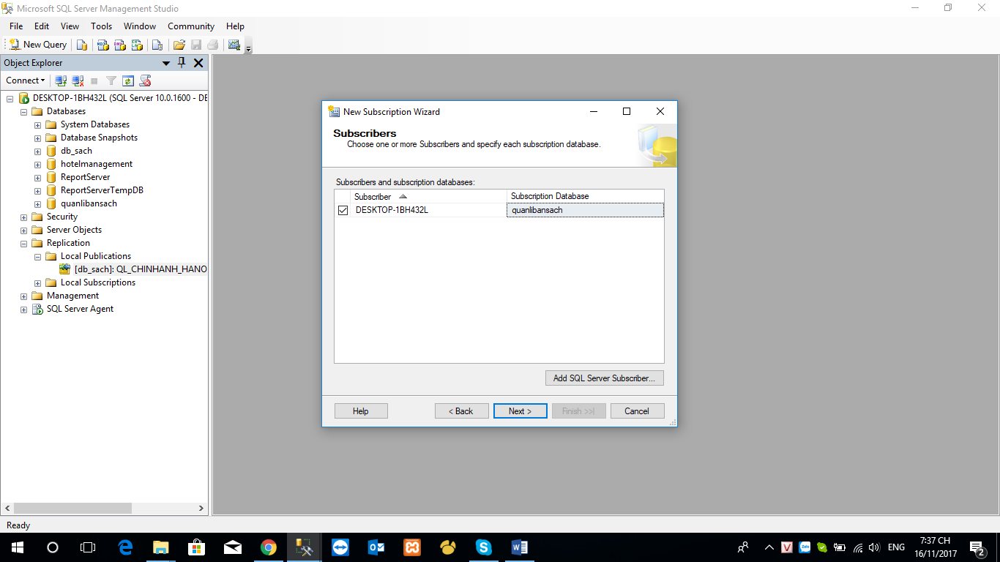 Microsoft SQL Server Management Studio
File Edit View Tools Window Community Help
New Query
Object Explorer
Connect
DESKTOP-1BH432L (SQL Server 10.0.1600 - DE
Databases
System Databases
Database Snapshots
db_sach
hotelmanagement
ReportServer
ReportServerTempDB
quanlibansach
Security
Server Objects
Replication
Local Publications
[db_sach]: QL_CHINHANH_HANO
Local Subscriptions
Management
SQL Server Agent
New Subscription Wizard
Subscribers
Choose one or more Subscribers and specify each subscription database.
Subscribers and subscription databases:
Subscriber Subscription Database
DESKTOP-1BH432L quanlibansach
Add SQL Server Subscriber...
Help < Back Next > Finish >>| Cancel
Ready
ENG
7:37 CH
16/11/2017
2